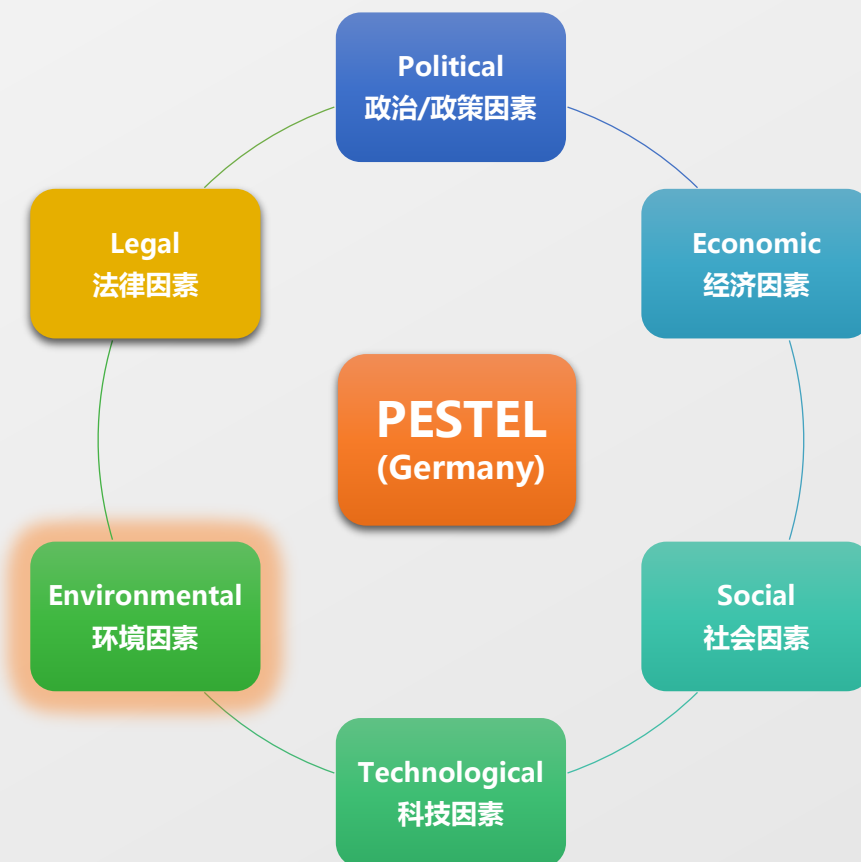 Political
政治/政策因素
Legal
法律因素
Economic
经济因素
PESTEL
(Germany)
Environmental
环境因素
Social
社会因素
Technological
科技因素